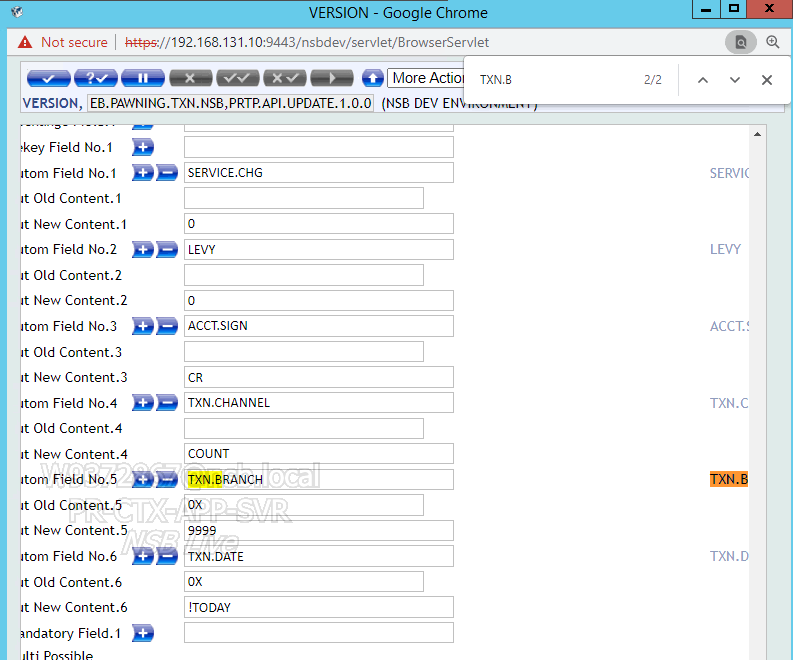 VERSION - Google Chrome
Not secure https://192.168.131.10:9443/nsbdev/servlet/BrowserServlet
More Action
TXN.B 2/2
VERSION, EB.PAWNING.TXN.NSB,PRTP.API.UPDATE.1.0.0 (NSB DEV ENVIRONMENT)
ekey Field No.1
utom Field No.1 SERVICE.CHG SERVIC
ut Old Content.1
ut New Content.1 0
utom Field No.2 LEVY LEVY
ut Old Content.2
ut New Content.2 0
utom Field No.3 ACCT.SIGN ACCT.S
ut Old Content.3
ut New Content.3 CR
utom Field No.4 TXN.CHANNEL TXN.C
ut Old Content.4
ut New Content.4 COUNT
utom Field No.5 TXN.BRANCH TXN.B
ut Old Content.5 0X
PR-CTX-APP-SVR
ut New Content.5 9999
NSB Live
utom Field No.6 TXN.DATE TXN.D
ut Old Content.6 0X
ut New Content.6 !TODAY
andatory Field.1
ulti Possible